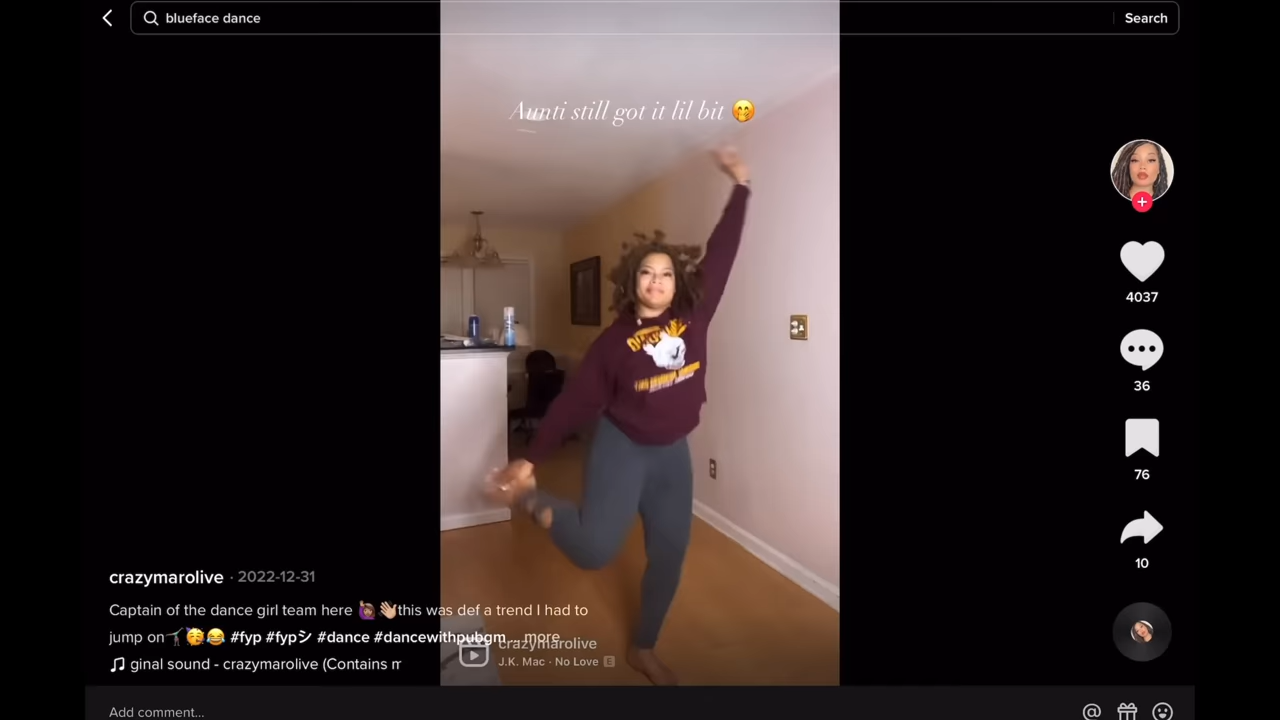 blueface dance
Search
Aunti still got it lil bit 🤭
4037
36
76
10
crazymarolive · 2022-12-31
Captain of the dance girl team here 🙋🏽‍♀️👋🏼this was def a trend I had to
jump on🥳😂 #fyp #fypシ #dance #dancewithpubgm... more
crazymarolive
J.K. Mac · No Love E
ginal sound - crazymarolive (Contains m
Add comment...